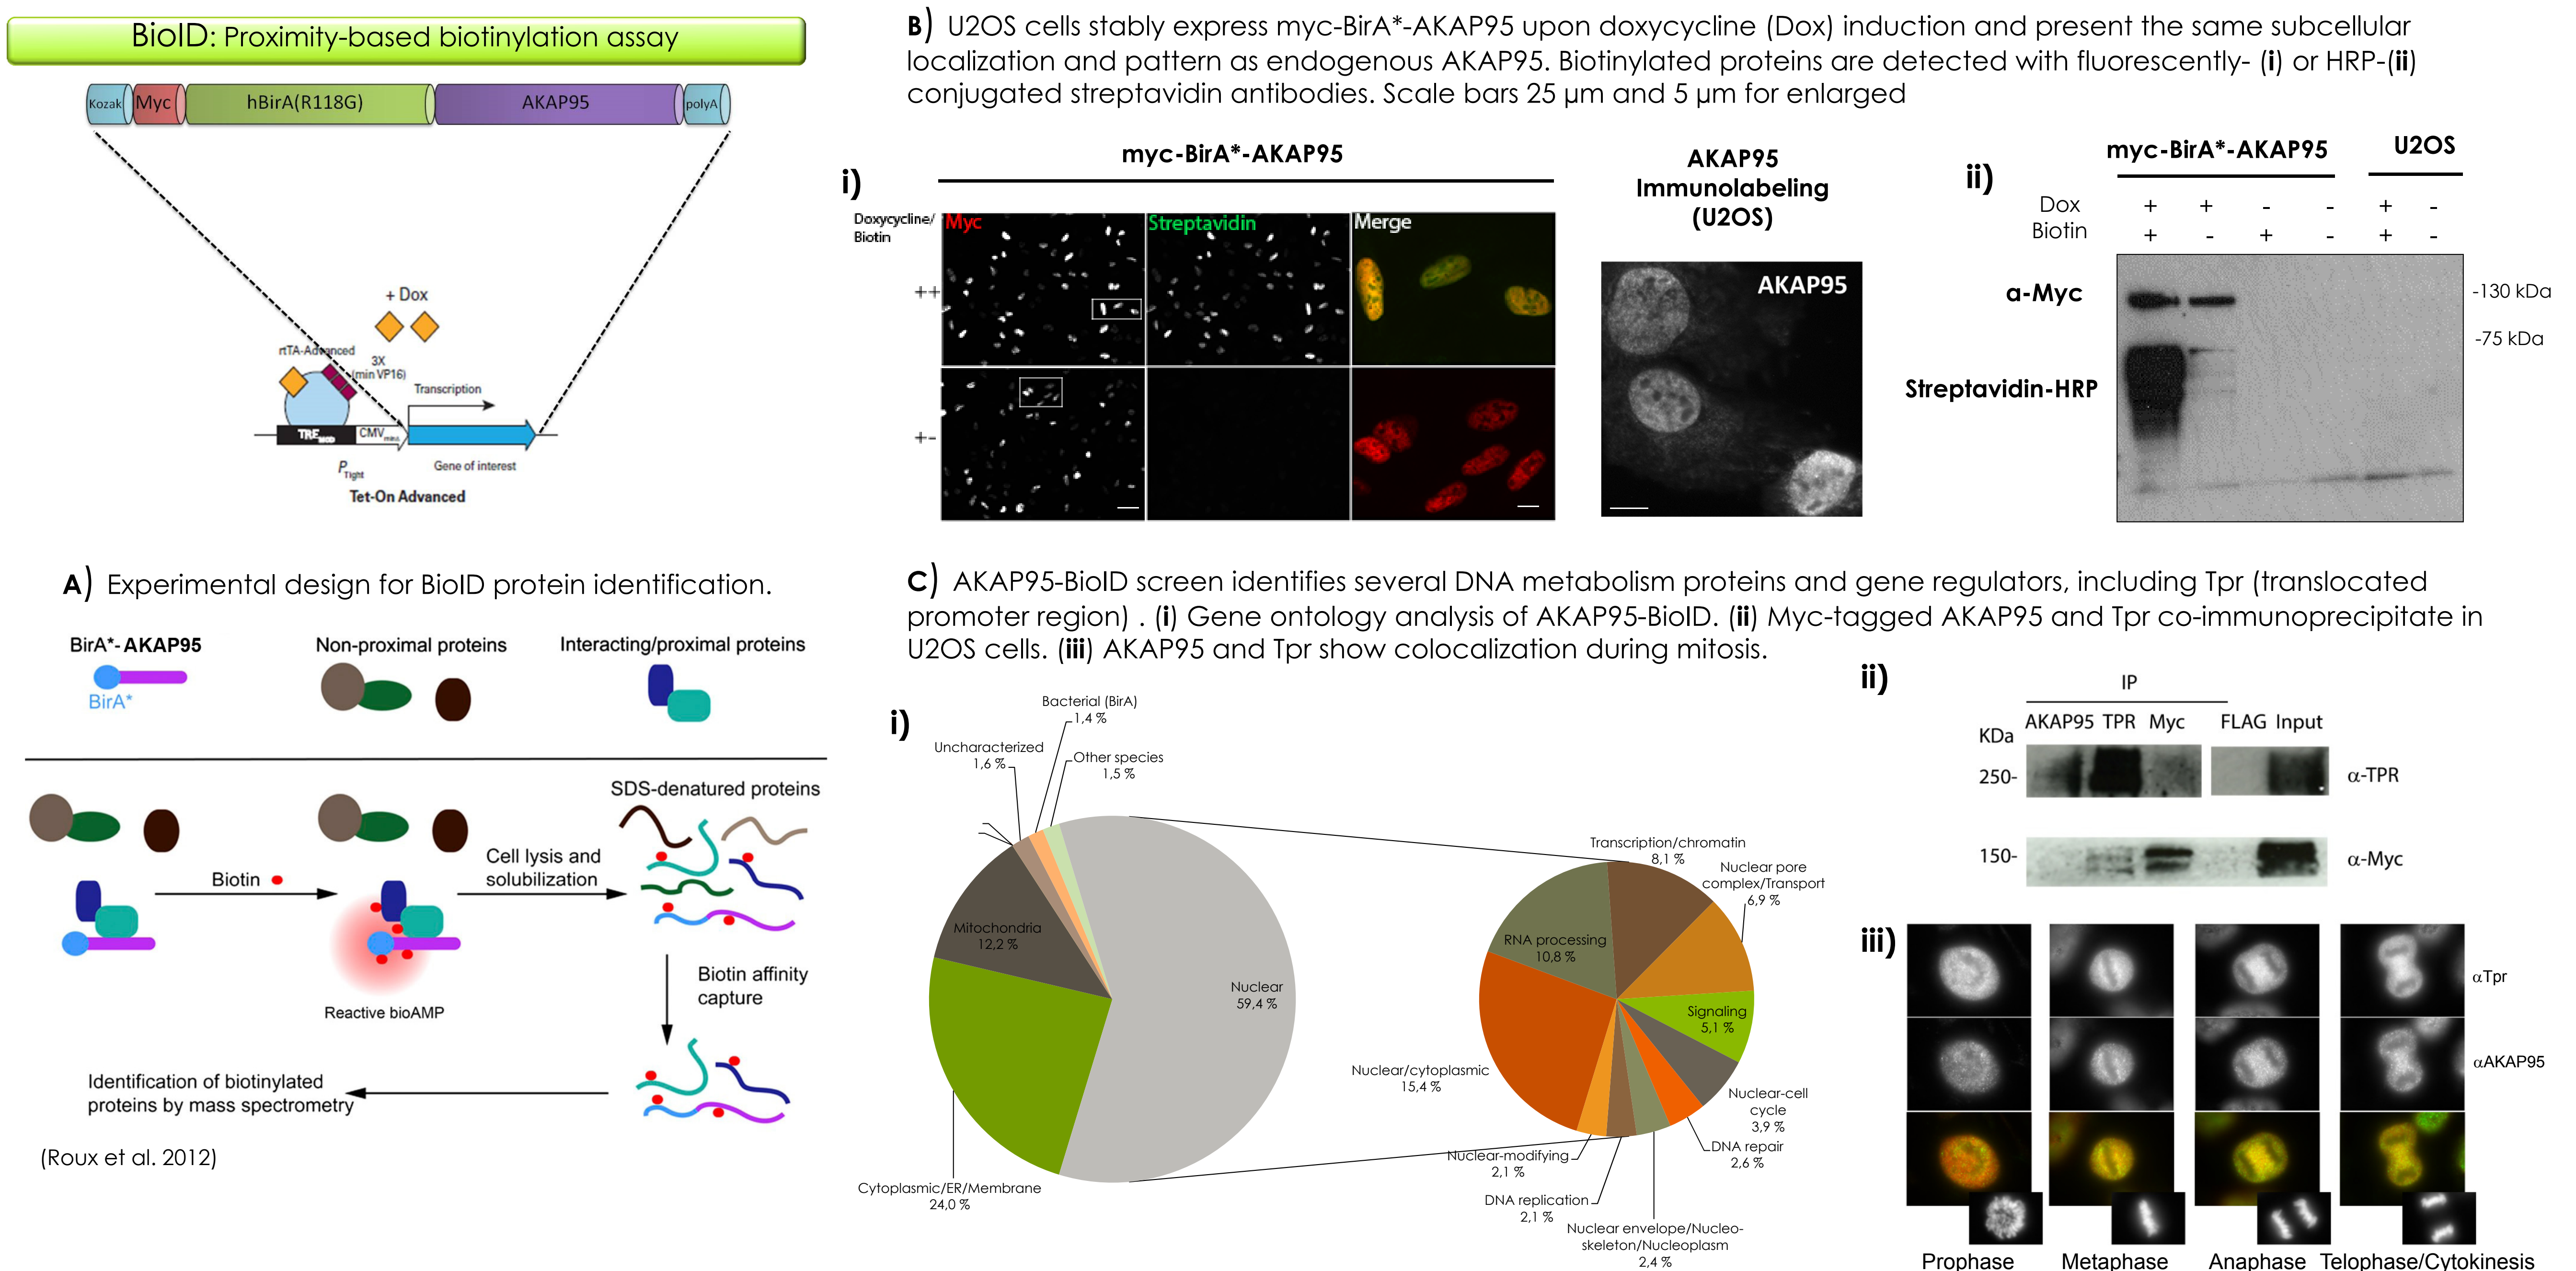 BioID: Proximity-based biotinylation assay
Kozak Myc hBirA(R118G) AKAP95 polyA
+ Dox
rtTA-Advanced
3X
(min VP16)
Transcription
TRE
CMV
P Tight
Gene of interest
Tet-On Advanced
A) Experimental design for BioID protein identification.
BirA*-AKAP95
BirA*
Non-proximal proteins
Interacting/proximal proteins
SDS-denatured proteins
Biotin
Cell lysis and
solubilization
Reactive bioAMP
Biotin affinity
capture
Identification of biotinylated
proteins by mass spectrometry
(Roux et al. 2012)
B) U2OS cells stably express myc-BirA*-AKAP95 upon doxycycline (Dox) induction and present the same subcellular
localization and pattern as endogenous AKAP95. Biotinylated proteins are detected with fluorescently- (i) or HRP-(ii)
conjugated streptavidin antibodies. Scale bars 25 µm and 5 µm for enlarged
i)
myc-BirA*-AKAP95
Doxycycline/
Biotin
Myc
Streptavidin
Merge
++
+-
AKAP95
Immunolabeling
(U2OS)
AKAP95
ii)
myc-BirA*-AKAP95 U2OS
Dox + + - - + -
Biotin + - + - + -
α-Myc
-130 kDa
-75 kDa
Streptavidin-HRP
C) AKAP95-BioID screen identifies several DNA metabolism proteins and gene regulators, including Tpr (translocated
promoter region) . (i) Gene ontology analysis of AKAP95-BioID. (ii) Myc-tagged AKAP95 and Tpr co-immunoprecipitate in
U2OS cells. (iii) AKAP95 and Tpr show colocalization during mitosis.
i)
Bacterial (BirA)
1,4 %
Uncharacterized
1,6 %
Other species
1,5 %
Mitochondria
12,2 %
Nuclear
59,4 %
Cytoplasmic/ER/Membrane
24,0 %
Transcription/chromatin
8,1 %
Nuclear pore
complex/Transport
6,9 %
RNA processing
10,8 %
Signaling
5,1 %
Nuclear/cytoplasmic
15,4 %
Nuclear-cell
cycle
3,9 %
DNA repair
2,6 %
Nuclear-modifying
2,1 %
DNA replication
2,1 %
Nuclear envelope/Nucleo-
skeleton/Nucleoplasm
2,4 %
ii)
IP
AKAP95 TPR Myc FLAG Input
KDa
250-
α-TPR
150-
α-Myc
iii)
αTpr
αAKAP95
Prophase Metaphase Anaphase Telophase/Cytokinesis